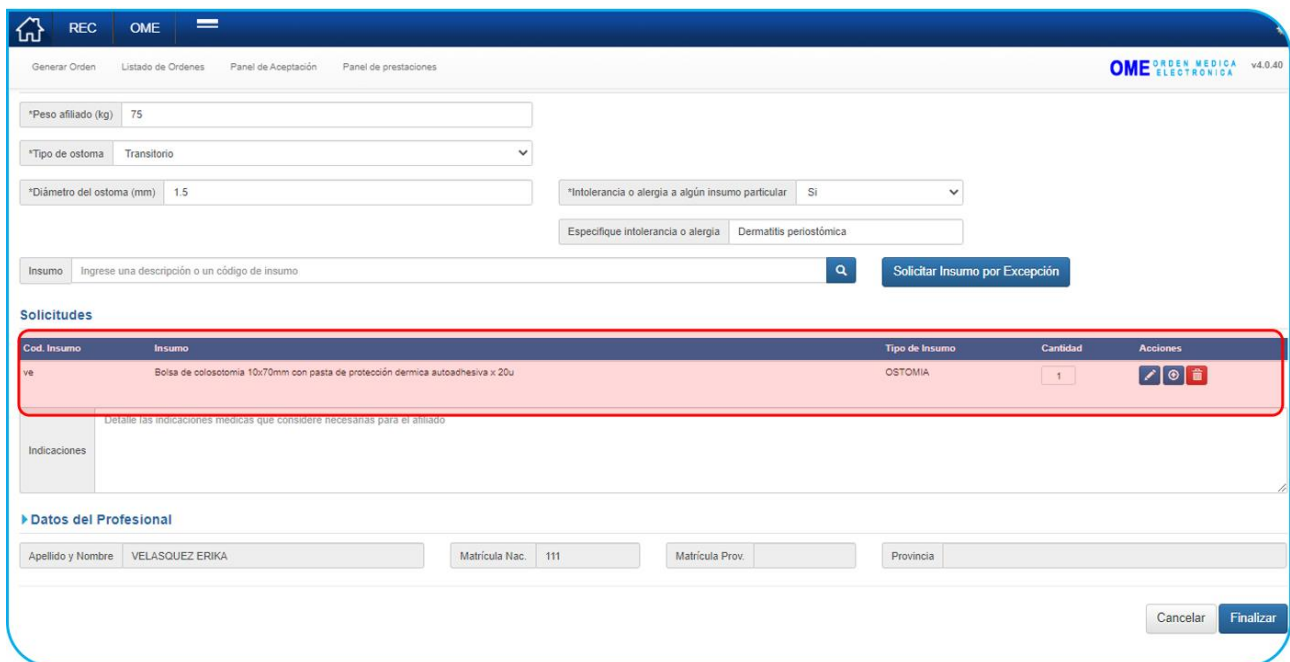 REC OME
Generar Orden Listado de Ordenes Panel de Aceptación Panel de prestaciones OME ORDEN MEDICA ELECTRONICA v4.0.40
*Peso afiliado (kg) 75
*Tipo de ostoma Transitorio
*Diámetro del ostoma (mm) 1.5 *Intolerancia o alergia a algún insumo particular Si
Especifique intolerancia o alergia Dermatitis periostómica
Insumo Ingrese una descripción o un código de insumo Solicitar Insumo por Excepción
Solicitudes
Cod. Insumo Insumo Tipo de Insumo Cantidad Acciones
ve Bolsa de colosotomia 10x70mm con pasta de protección dermica autoadhesiva x 20u OSTOMIA 1
Detalle las indicaciones médicas que considere necesarias para el afiliado
Indicaciones
Datos del Profesional
Apellido y Nombre VELASQUEZ ERIKA Matrícula Nac. 111 Matrícula Prov. Provincia
Cancelar Finalizar